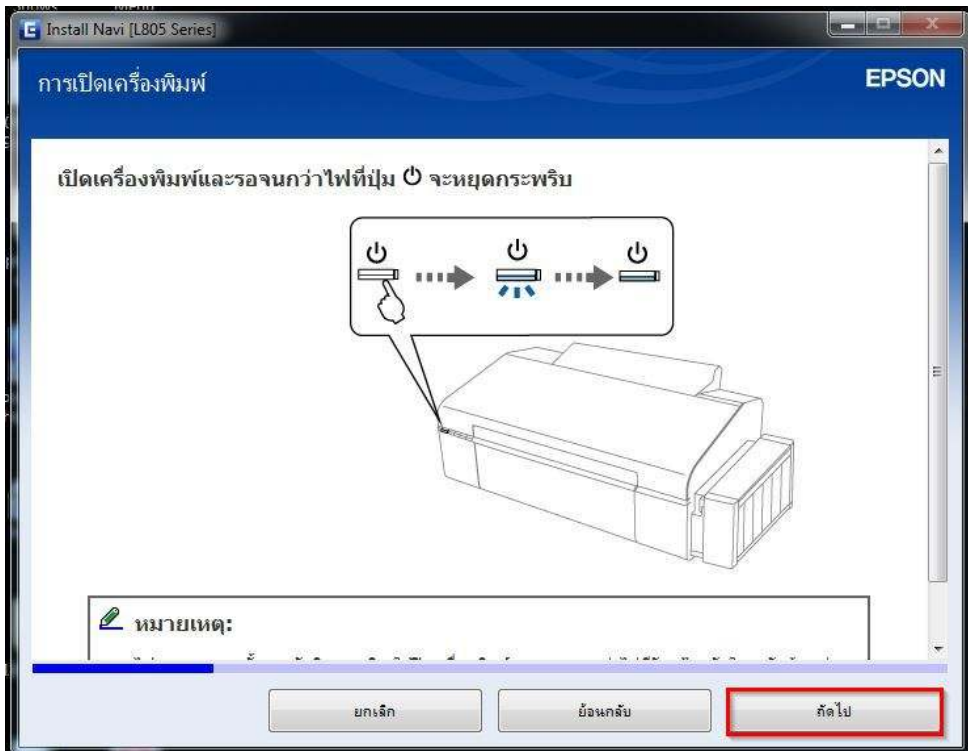 Install Navi [L805 Series]
การเปิดเครื่องพิมพ์
EPSON
เปิดเครื่องพิมพ์และรอจนกว่าไฟที่ปุ่ม จะหยุดกระพริบ
หมายเหตุ:
ยกเลิก
ย้อนกลับ
ถัดไป